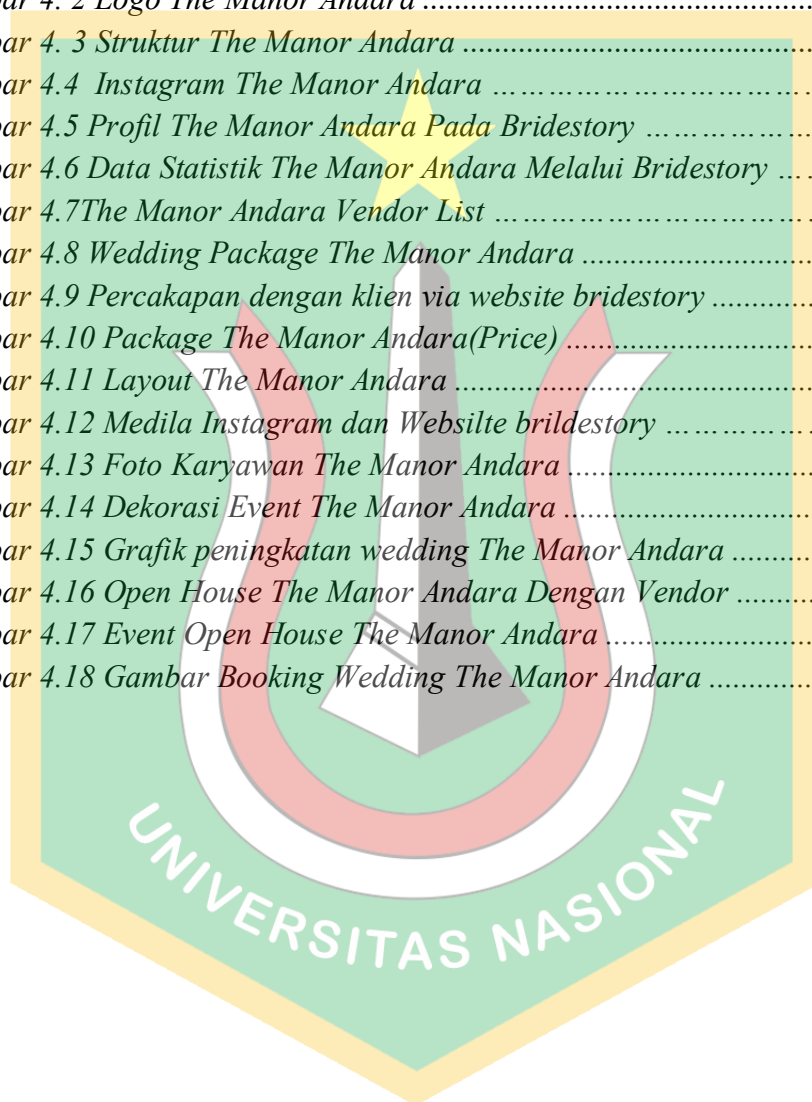 bar 4. 2 Logo The Manor Andara ................................................
bar 4. 3 Struktur The Manor Andara ...........................................
bar 4.4  Instagram The Manor Andara ………………………………
bar 4.5 Profil The Manor Andara Pada Bridestory ………………
bar 4.6 Data Statistik The Manor Andara Melalui Bridestory … .
bar 4.7The Manor Andara Vendor List ………………………………
bar 4.8 Wedding Package The Manor Andara ............................
bar 4.9 Percakapan dengan klien via website bridestory .............
bar 4.10 Package The Manor Andara(Price) ..............................
bar 4.11 Layout The Manor Andara ............................................
bar 4.12 Medila Instagram dan Websilte brildestory ……………
bar 4.13 Foto Karyawan The Manor Andara ..............................
bar 4.14 Dekorasi Event The Manor Andara ..............................
bar 4.15 Grafik peningkatan wedding The Manor Andara ..........
bar 4.16 Open House The Manor Andara Dengan Vendor ..........
bar 4.17 Event Open House The Manor Andara .........................
bar 4.18 Gambar Booking Wedding The Manor Andara .............
UNIVERSITAS NASIONAL